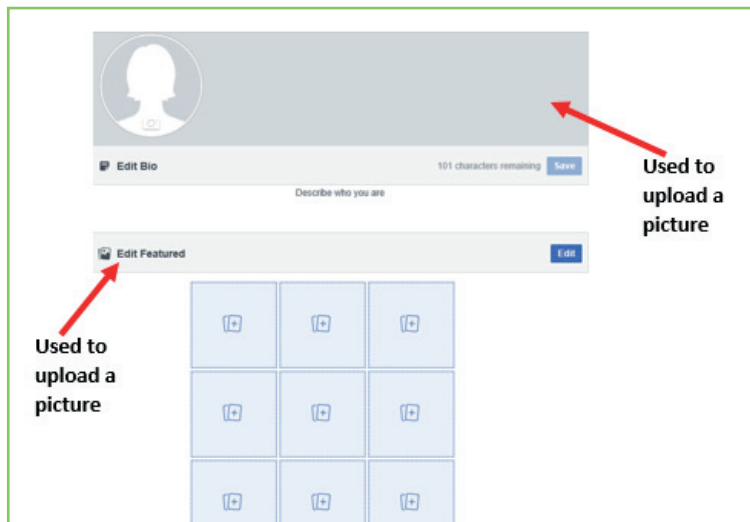 Edit Bio
101 characters remaining
Save
Describe who you are
Used to
upload a
picture
Edit Featured
Edit
Used to
upload a
picture